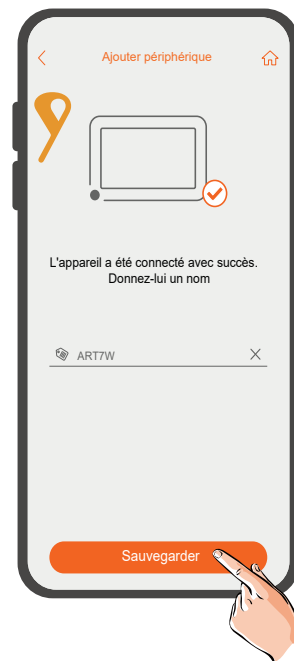 Ajouter périphérique
L'appareil a été connecté avec succès.
Donnez-lui un nom
ART7W
Sauvegarder